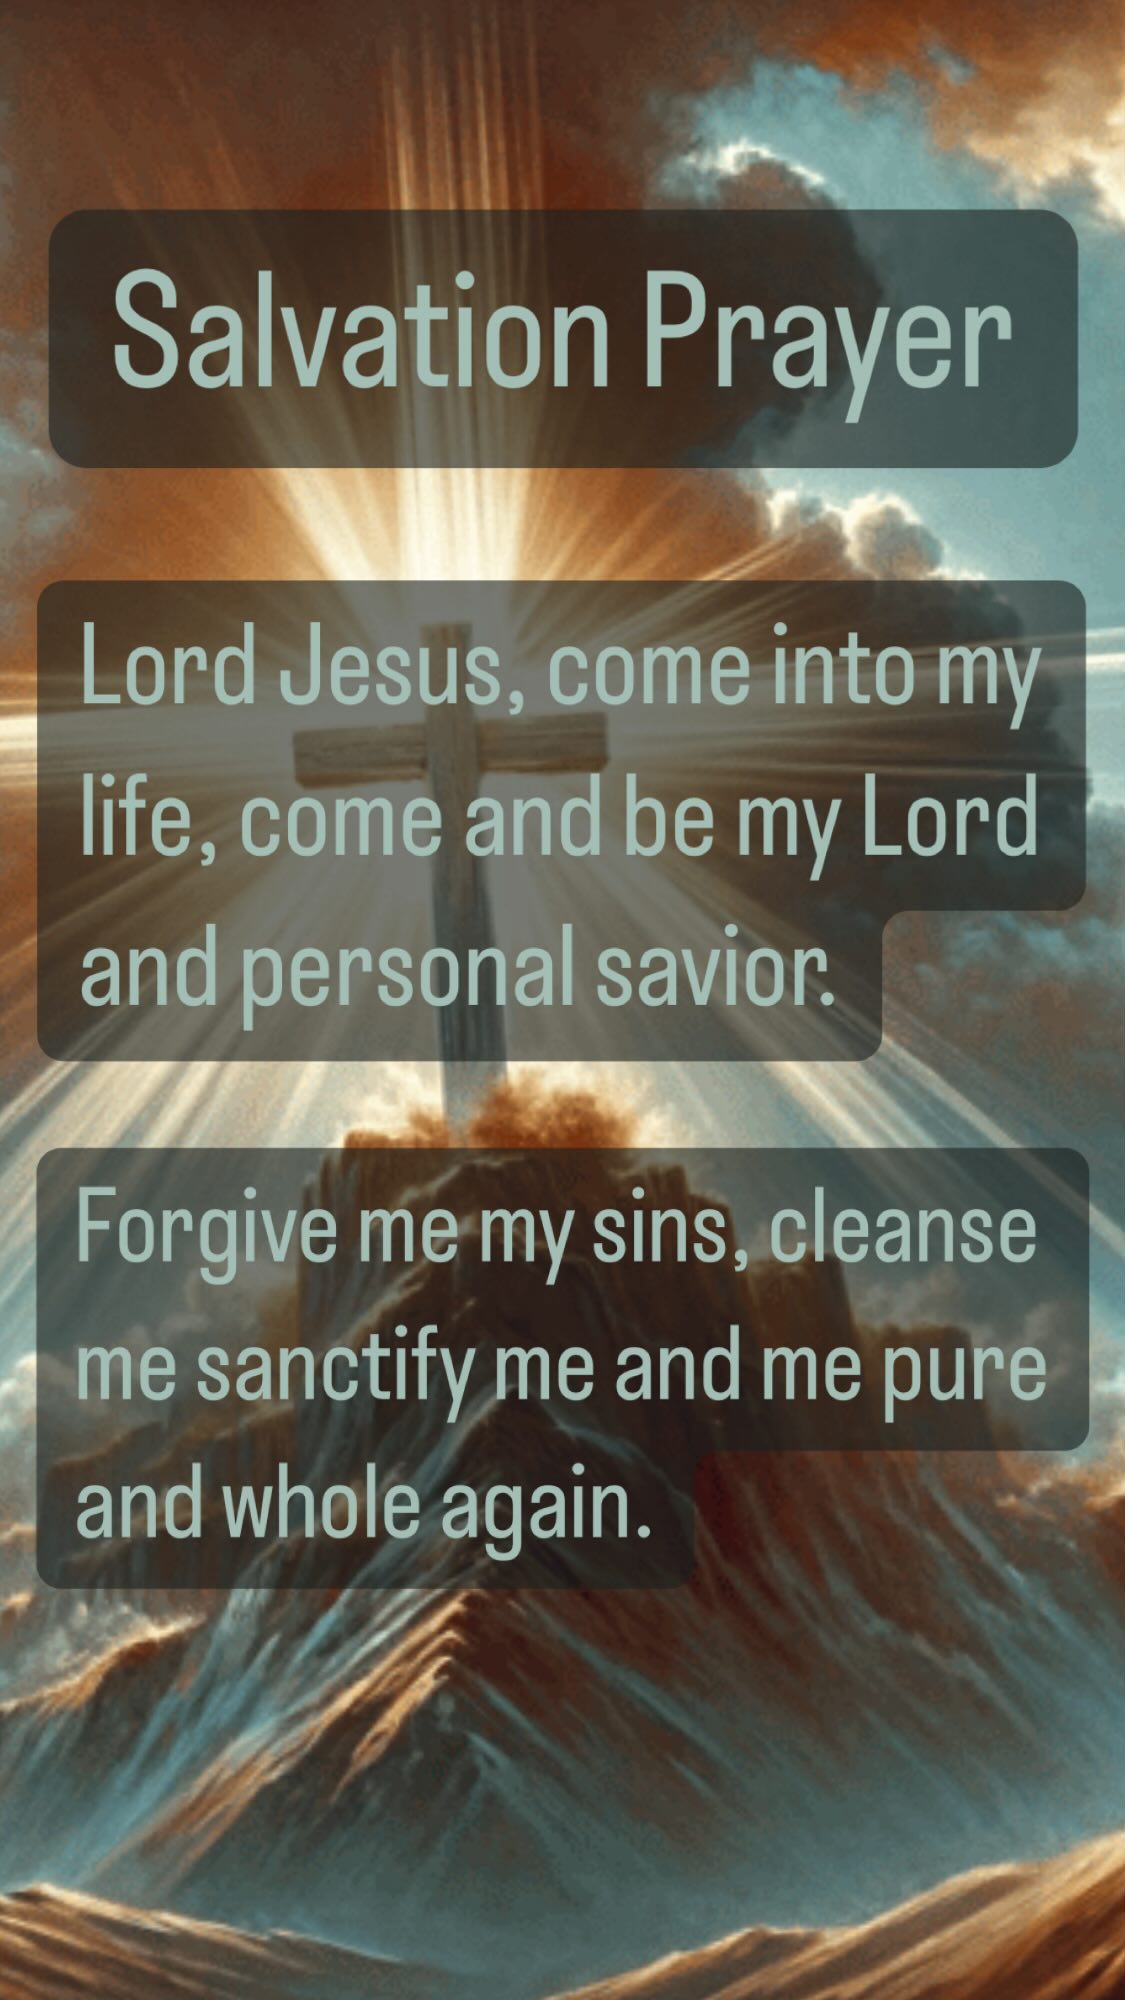 Salvation Prayer
Lord Jesus, come into my
life, come and be my Lord
and personal savior.
Forgive me my sins, cleanse
me sanctify me and me pure
and whole again.